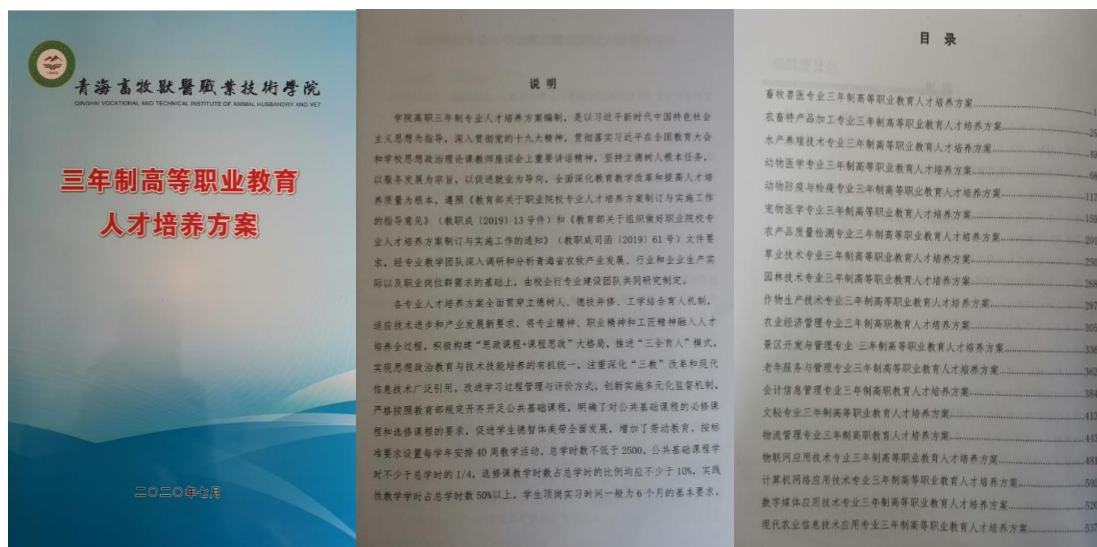 青海畜牧獸醫職業技術學院
QINGHAI VOCATIONAL AND TECHNICAL INSTITUTE OF ANIMAL HUSBANDRY AND VET
三年制高等职业教育
人才培养方案
二〇二〇年七月
说 明
学院高职三年制专业人才培养方案编制，是以习近平新时代中国特色社会
主义思想为指导，深入贯彻党的十九大精神，贯彻落实习近平在全国教育大会
和学校思想政治理论课教师座谈会上重要讲话精神，坚持立德树人根本任务，
以服务发展为宗旨，以促进就业为导向，全面深化教育教学改革和提高人才培
养质量为根本，遵照《教育部关于职业院校专业人才培养方案制订与实施工作
的指导意见》（教职成〔2019〕13号件）和《教育部关于组织做好职业院校专
业人才培养方案制订与实施工作的通知》（教职成司函〔2019〕61号）文件要
求，经专业教学团队深入调研和分析青海省农牧产业发展、行业和企业生产实
际以及职业岗位群需求的基础上，由校企行专业建设团队共同研究制定。
各专业人才培养方案全面贯穿立德树人、德技并修、工学结合育人机制，
适应技术进步和产业发展新要求，将专业精神、职业精神和工匠精神融入人才
培养全过程，积极构建“思政课程+课程思政”大格局，推进“三全育人”模式，
实现思想政治教育与技术技能培养的有机统一，注重深化“三教”改革和现代
信息技术广泛引用，改进学习过程管理与评价方式，创新实施多元化监督机制，
严格按照教育部规定开齐开足公共基础课程，明确了对公共基础课程的必修课
程和选修课程的要求，促进学生德智体美劳全面发展，增加了劳动教育，按标
准要求设置每学年安排40周教学活动，总学时数不低于2500，公共基础课程学
时不少于总学时的1/4，选修课教学时数占总学时的比例均应不少于10%，实践
性教学学时占总学时数50%以上，学生顶岗实习时间一般为6个月的基本要求。
目 录
畜牧兽医专业三年制高等职业教育人才培养方案……1
农畜特产品加工专业三年制高等职业教育人才培养方案……29
水产养殖技术专业三年制高等职业教育人才培养方案……49
动物医学专业三年制高等职业教育人才培养方案……68
动物防疫与检疫专业三年制高等职业教育人才培养方案……112
宠物医学专业三年制高等职业教育人才培养方案……159
农产品质量检测专业三年制高等职业教育人才培养方案……201
草业技术专业三年制高等职业教育人才培养方案……250
园林技术专业三年制高等职业教育人才培养方案……268
作物生产技术专业三年制高等职业教育人才培养方案……287
农业经济管理专业三年制高职教育人才培养方案……305
景区开发与管理专业 三年制高职教育人才培养方案……336
老年服务与管理专业三年制高等职业教育人才培养方案……362
会计信息管理专业三年制高职教育人才培养方案……384
文秘专业三年制高等职业教育人才培养方案……412
物流管理专业三年制高职教育人才培养方案……443
物联网应用技术专业三年制高等职业教育人才培养方案……481
计算机网络应用技术专业三年制高等职业教育人才培养方案……502
数字媒体应用技术专业三年制高等职业教育人才培养方案……520
现代农业信息技术应用专业三年制高等职业教育人才培养方案……537